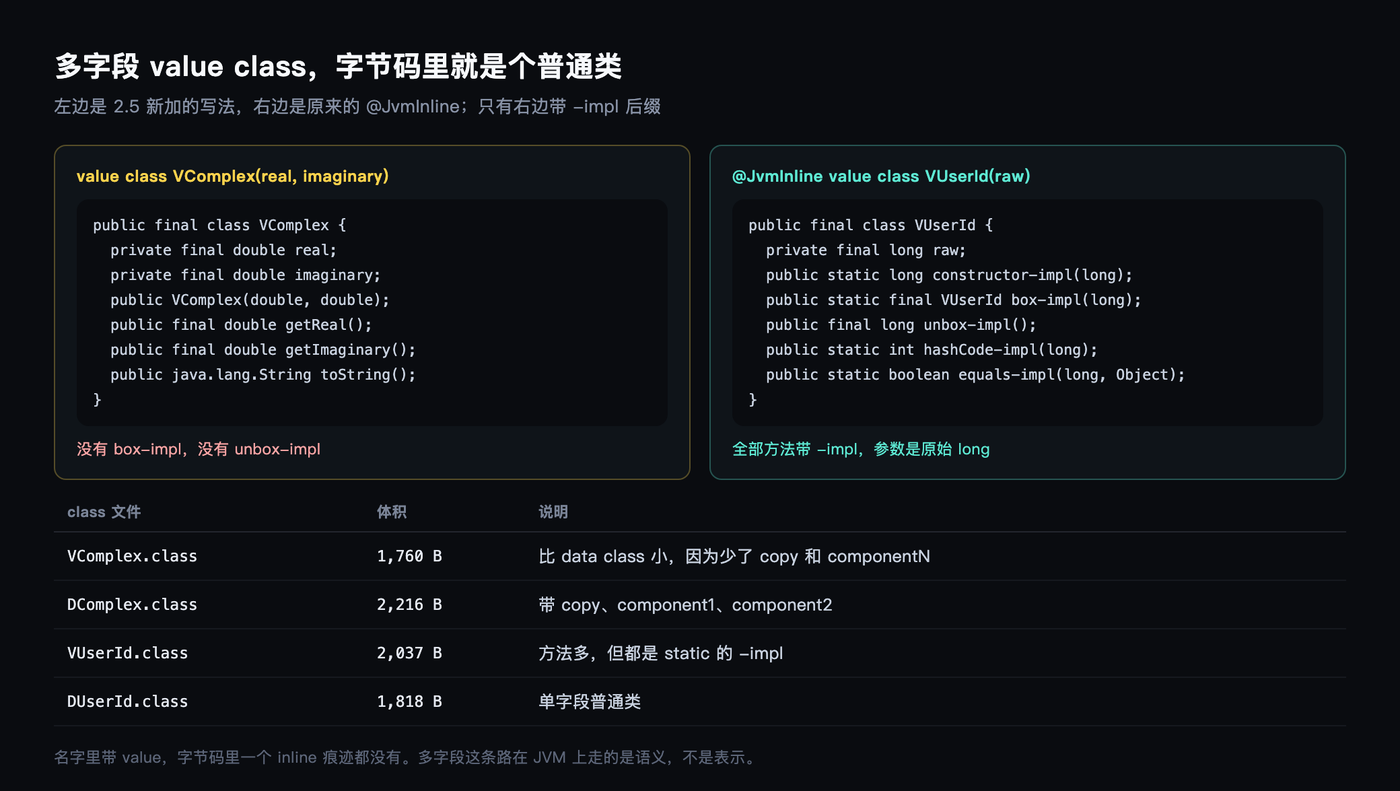 多字段 value class，字节码里就是个普通类
左边是 2.5 新加的写法，右边是原来的 @JvmInline；只有右边带 -impl 后缀
value class VComplex(real, imaginary)
public final class VComplex {
  private final double real;
  private final double imaginary;
  public VComplex(double, double);
  public final double getReal();
  public final double getImaginary();
  public java.lang.String toString();
}
没有 box-impl，没有 unbox-impl
@JvmInline value class VUserId(raw)
public final class VUserId {
  private final long raw;
  public static long constructor-impl(long);
  public static final VUserId box-impl(long);
  public final long unbox-impl();
  public static int hashCode-impl(long);
  public static boolean equals-impl(long, Object);
}
全部方法带 -impl，参数是原始 long
class 文件 体积 说明
VComplex.class 1,760 B 比 data class 小，因为少了 copy 和 componentN
DComplex.class 2,216 B 带 copy、component1、component2
VUserId.class 2,037 B 方法多，但都是 static 的 -impl
DUserId.class 1,818 B 单字段普通类
名字里带 value，字节码里一个 inline 痕迹都没有。多字段这条路在 JVM 上走的是语义，不是表示。